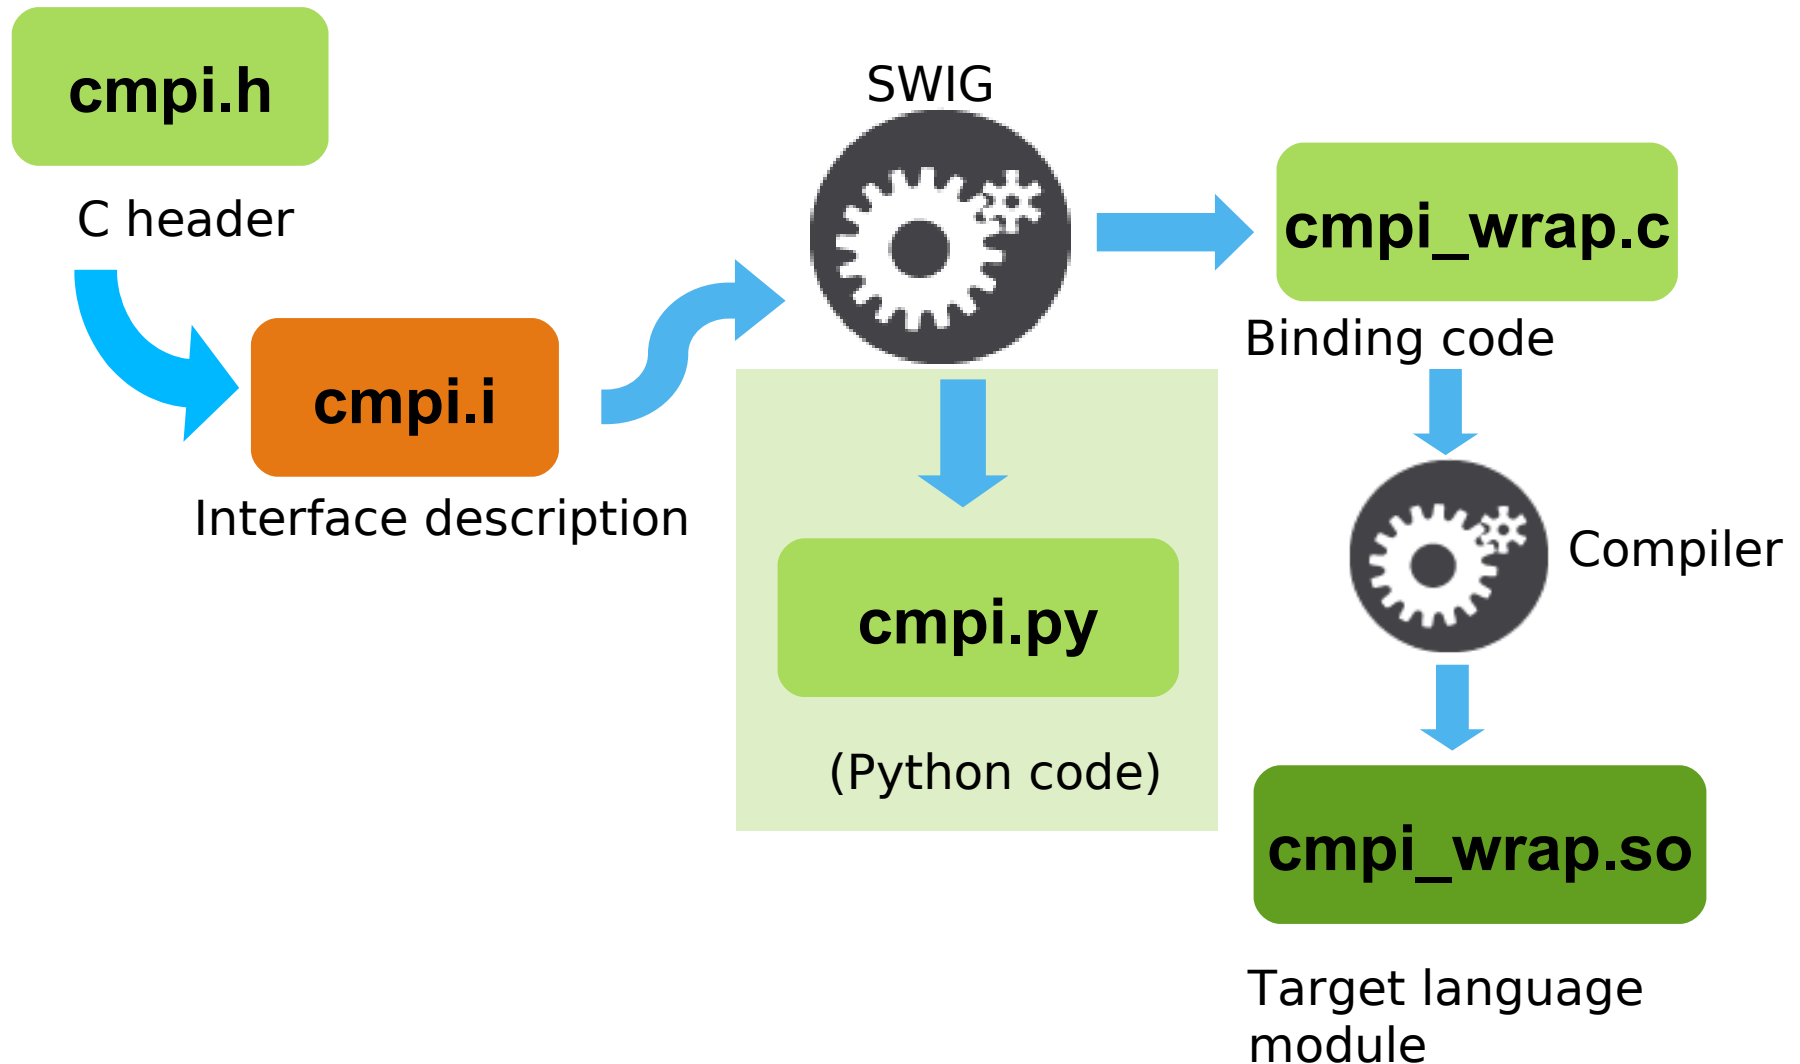 cmpi.h
C header
cmpi.i
Interface description
SWIG
cmpi_wrap.c
Binding code
cmpi.py
(Python code)
Compiler
cmpi_wrap.so
Target language
module